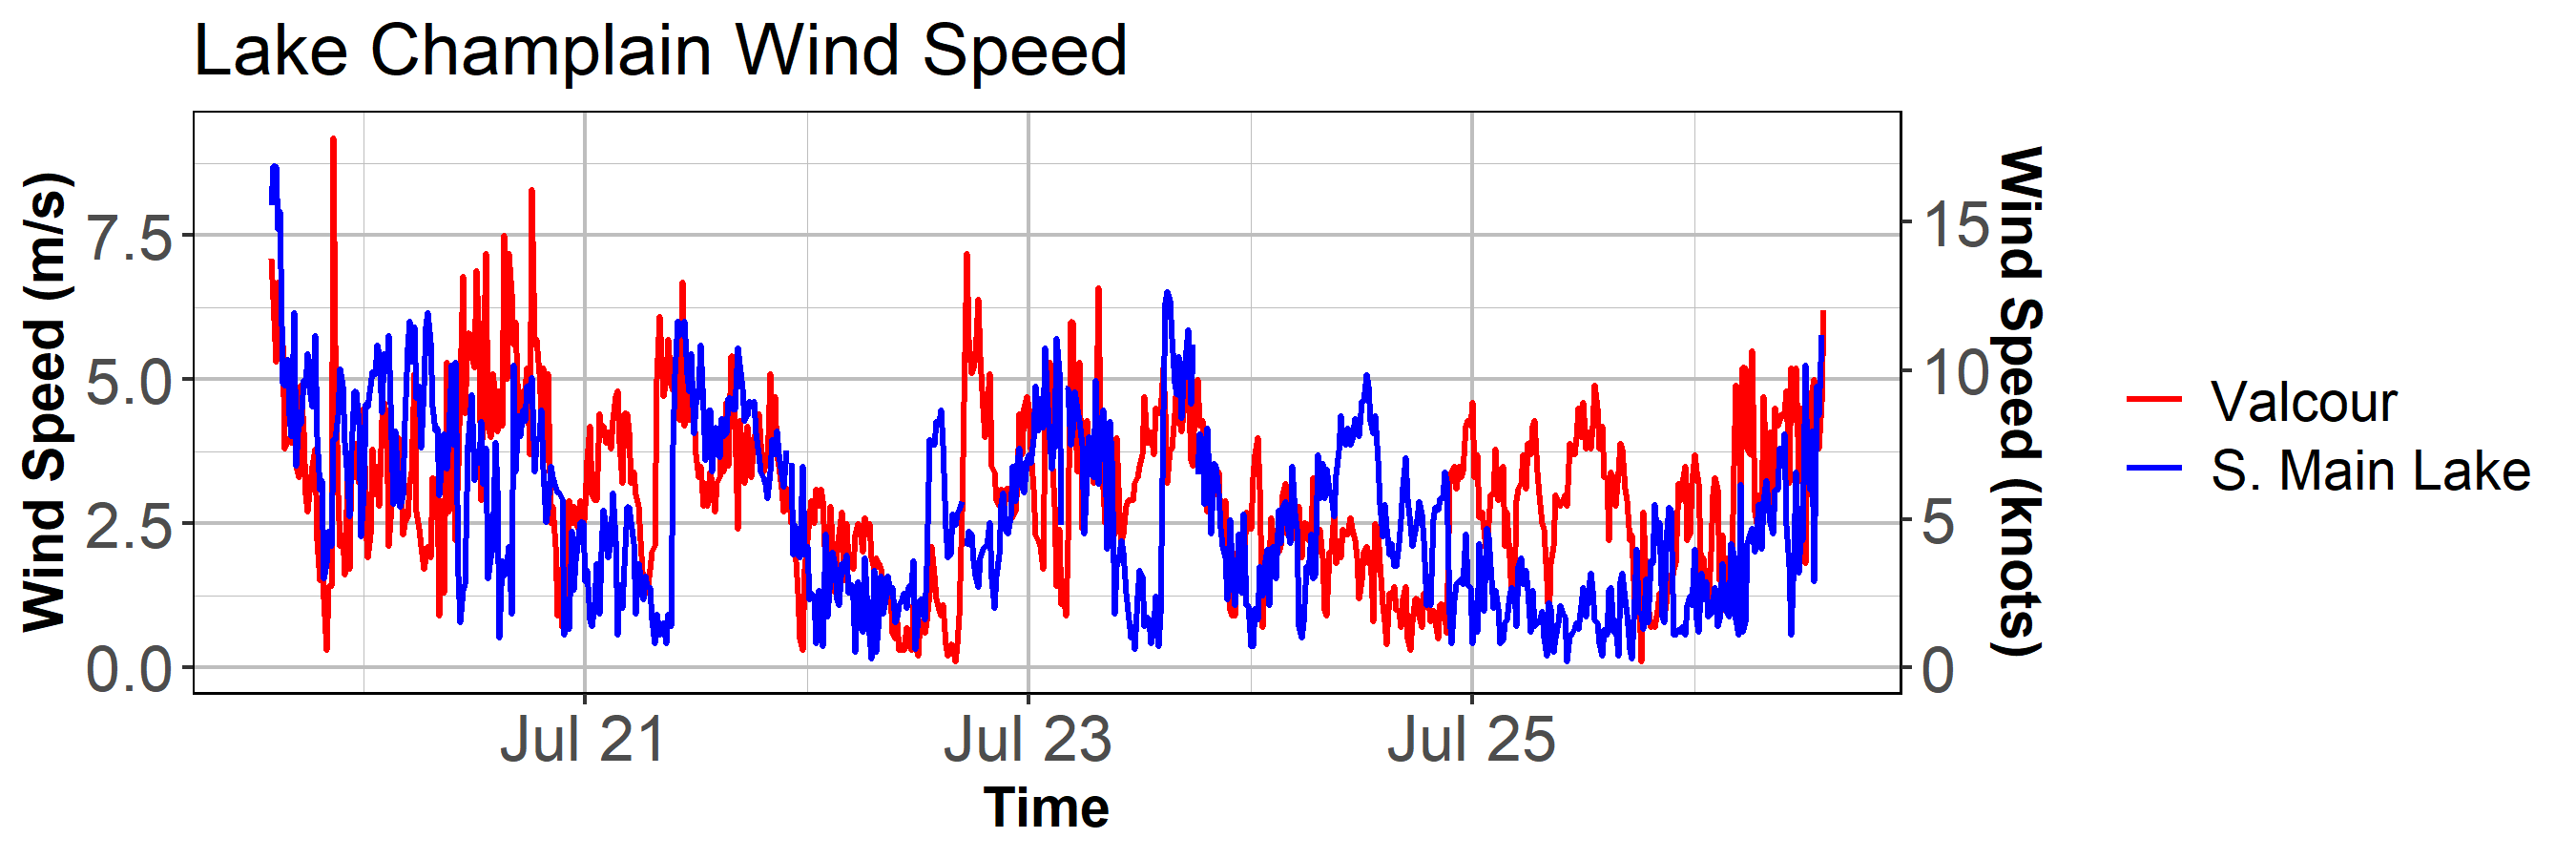 Lake Champlain Wind Speed
Wind Speed (m/s)
7.5
5.0
2.5
0.0
15
10
5
0
Wind Speed (knots)
Jul 21
Jul 23
Jul 25
Time
Valcour
S. Main Lake